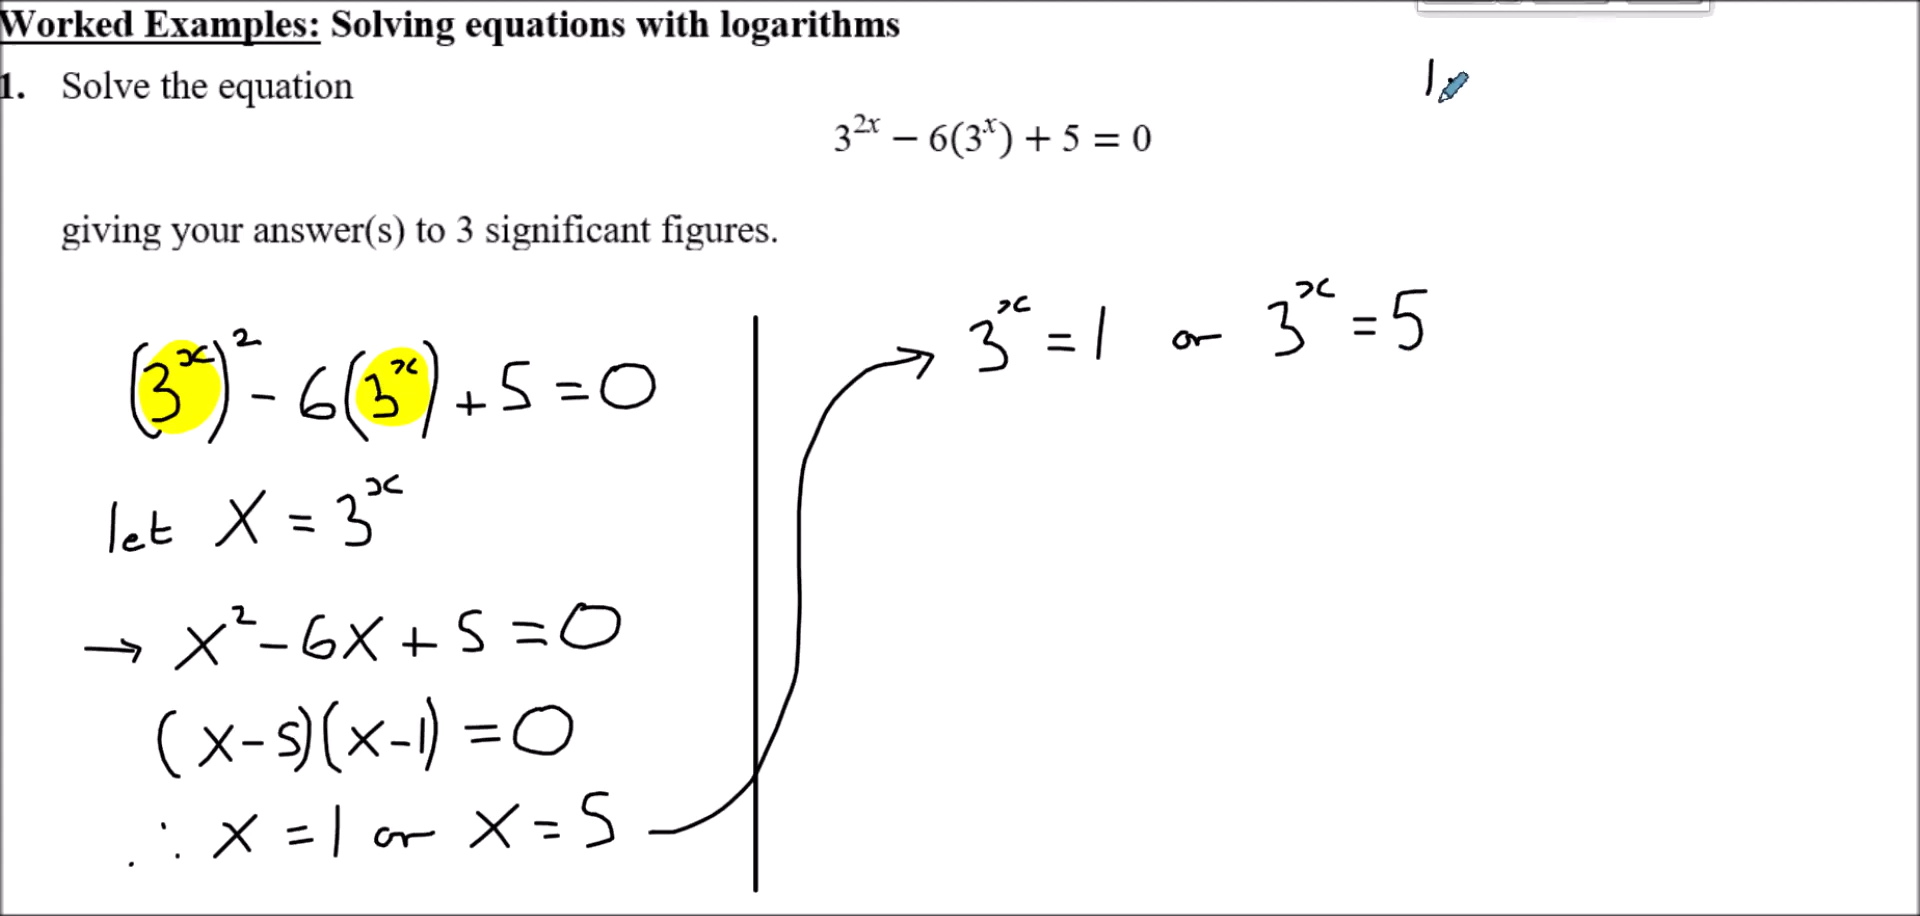 Worked Examples: Solving equations with logarithms
1. Solve the equation
3^{2x} − 6(3^x) + 5 = 0
giving your answer(s) to 3 significant figures.
(3^x)^2 - 6(3^x) + 5 = 0
let X = 3^x
→ X^2 - 6X + 5 = 0
(X-5)(X-1) = 0
∴ X = 1 or X = 5
→ 3^x = 1 or 3^x = 5